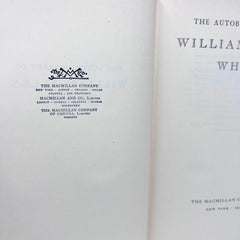 THE MACMILLAN COMPANY
NEW YORK · BOSTON · CHICAGO · DALLAS
ATLANTA · SAN FRANCISCO
MACMILLAN AND CO., LIMITED
LONDON · BOMBAY · CALCUTTA · MADRAS
MELBOURNE
THE MACMILLAN COMPANY
OF CANADA, LIMITED
TORONTO
THE AUTOB
WILLIAM
WH
THE MACMILLAN C
NEW YORK